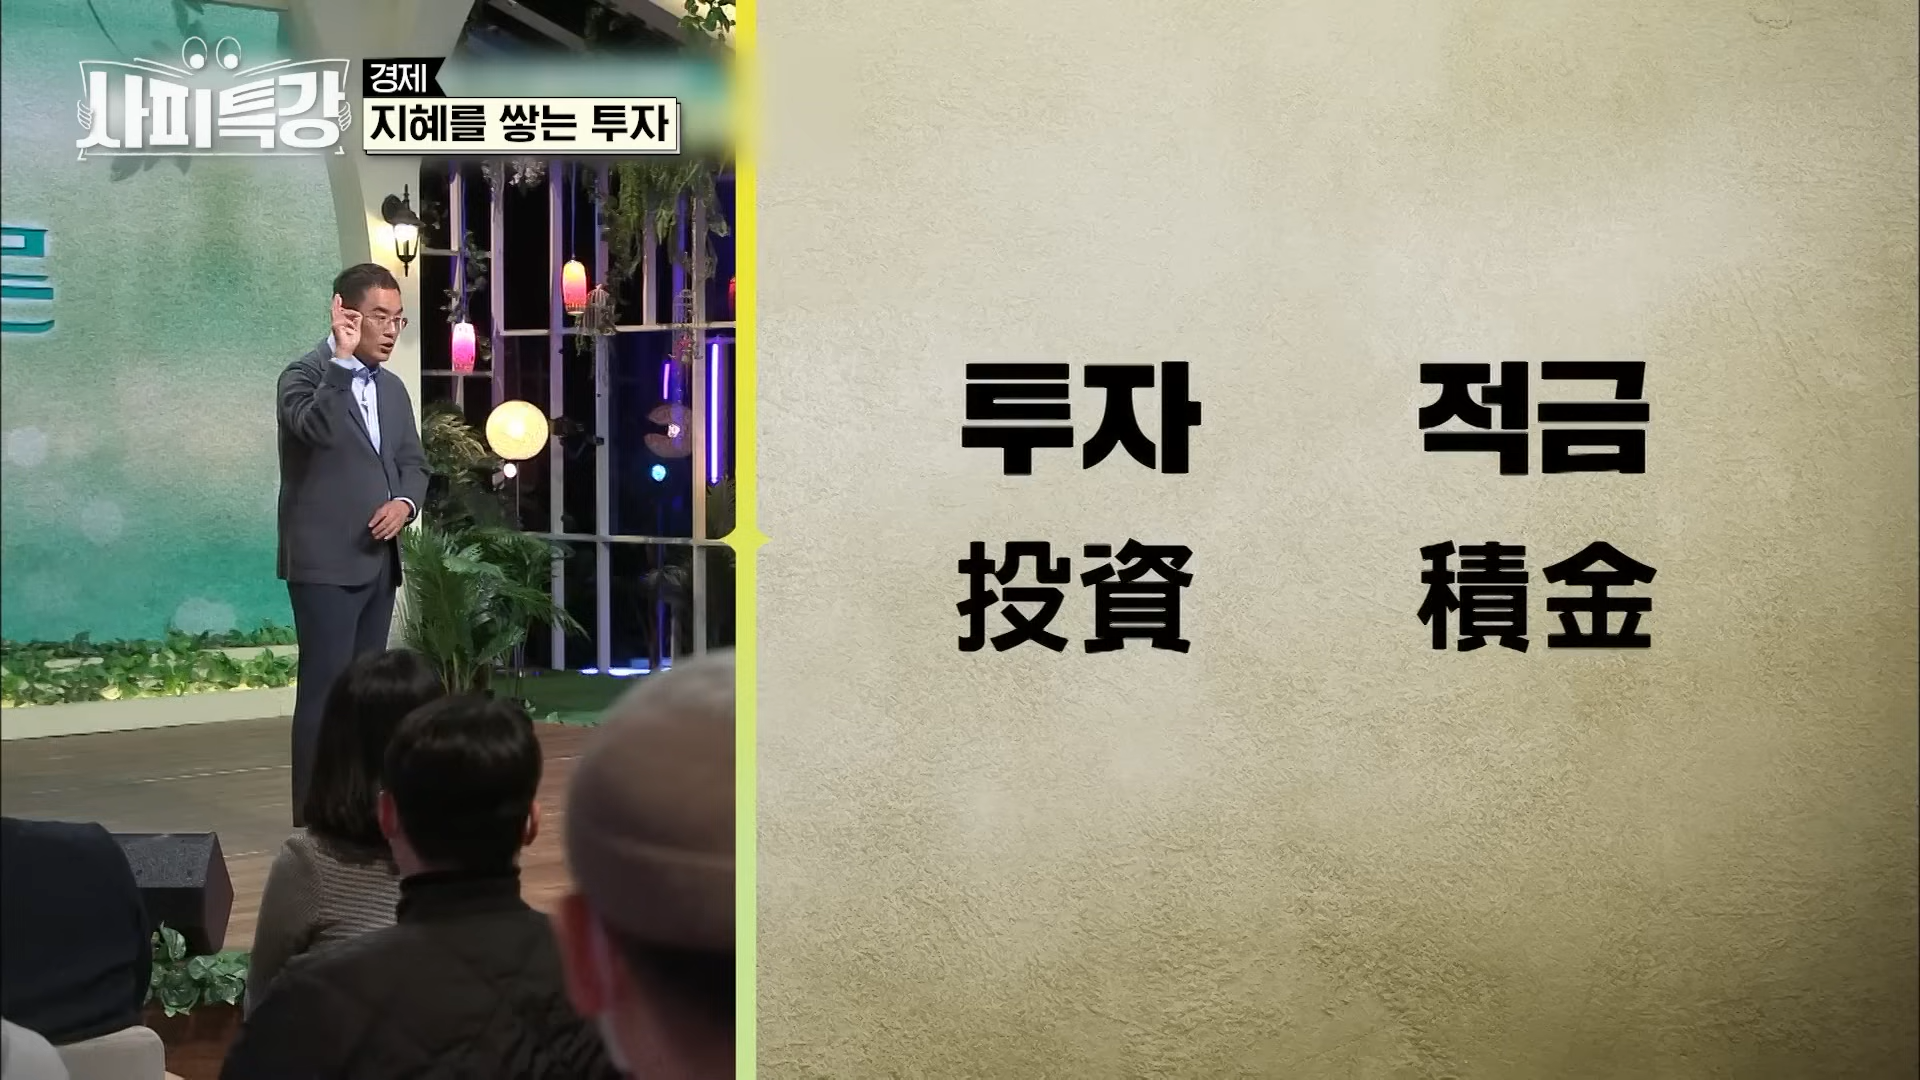 사피특강
경제
지혜를 쌓는 투자
투자 적금
投資 積金